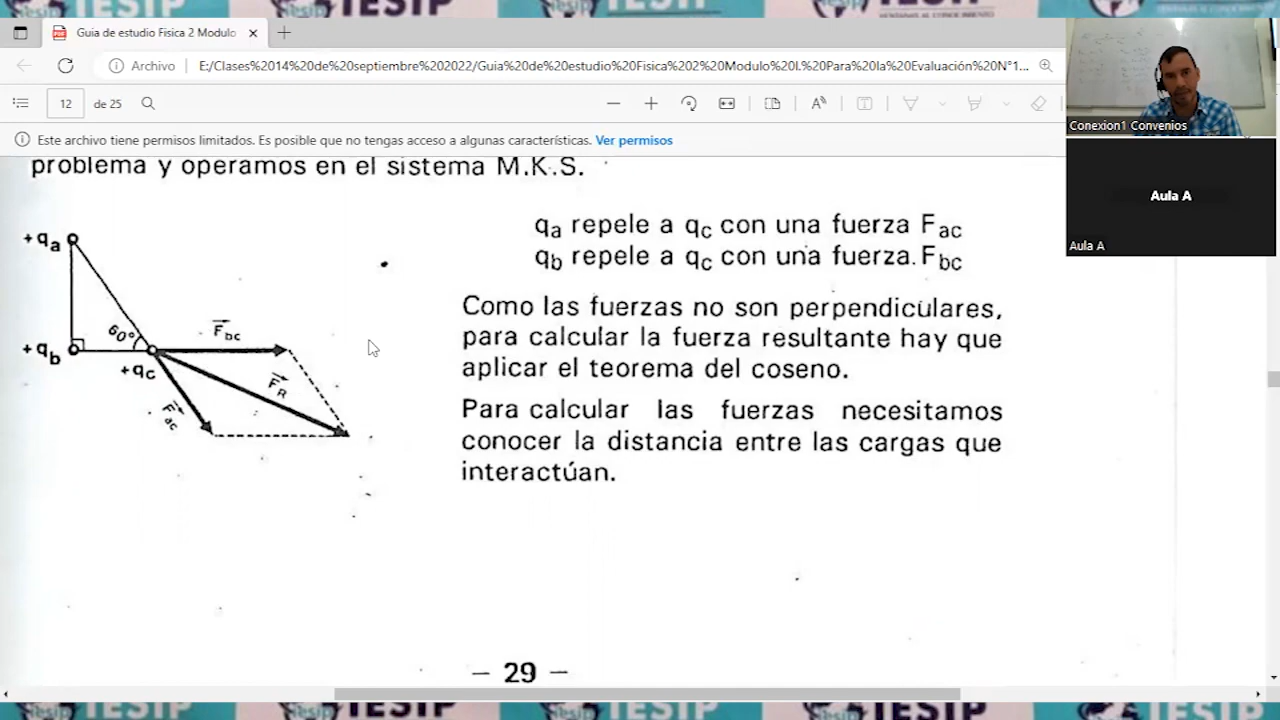 IESIP
Guia de estudio Fisica 2 Modulo
Archivo
E:/Clases%2014%20de%20septiembre%20 2022/Guia%20de%20estudio%20Fisica%202%20Modulo%20I.%20Para%20la%20Evaluación%20N°1...
12
de 25
Este archivo tiene permisos limitados. Es posible que no tengas acceso a algunas características. Ver permisos
problema y operamos en el sistema M.K.S.
+qa
60°
Fbc
+qb
+qc
FR
Fac
qa repele a qc con una fuerza Fac
qb repele a qc con una fuerza. Fbc
Como las fuerzas no son perpendiculares,
para calcular la fuerza resultante hay que
aplicar el teorema del coseno.
Para calcular las fuerzas necesitamos
conocer la distancia entre las cargas que
interactúan.
— 29 —
Conexion1 Convenios
Aula A
Aula A